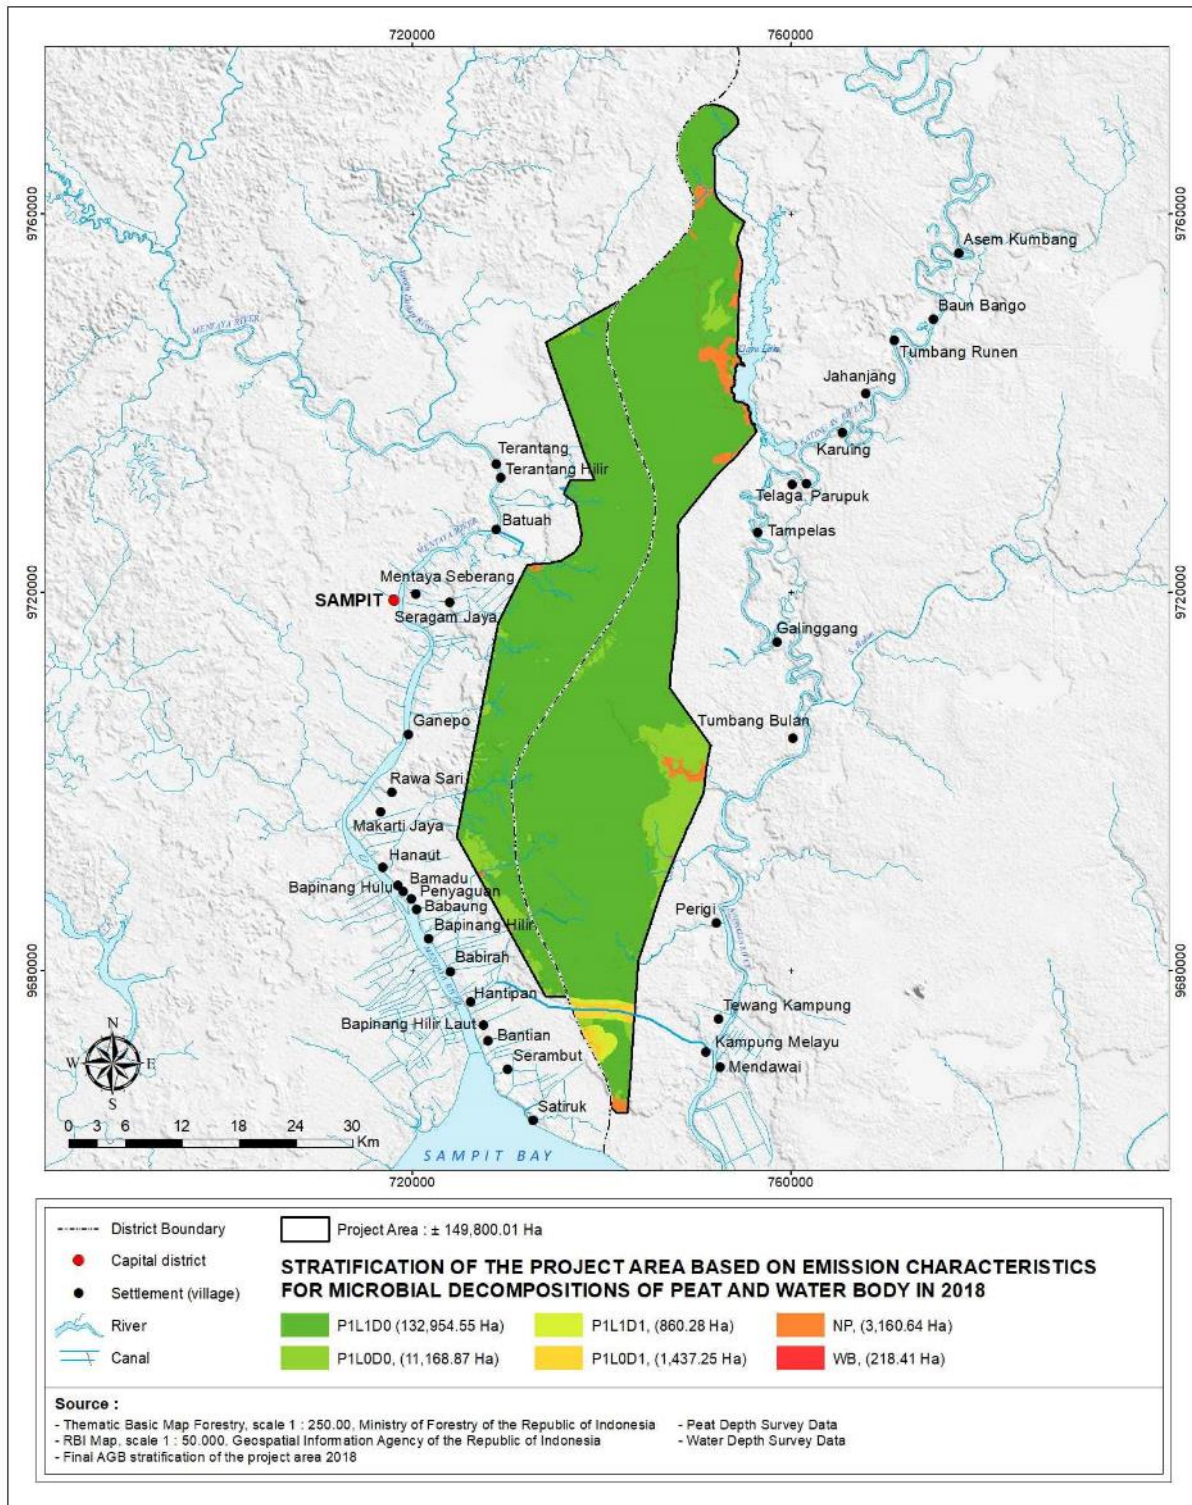 720000
760000
9760000
9760000
Asem Kumbang
Baun Bango
MENTAYA RIVER
Tumbang Runen
Jahanjang
Karuing
Terantang
Terantang Hilir
Telaga
Parupuk
Batuah
Tampelas
MENTAYA RIVER
Mentaya Seberang
9720000
9720000
SAMPIT
Seragam Jaya
Galinggang
Ganepo
Tumbang Bulan
Rawa Sari
Makarti Jaya
Hanaut
Bamadu
Bapinang Hulu
Penyaguan
Babaung
Perigi
Bapinang Hilir
9680000
9680000
Babirah
Hantipan
Tewang Kampung
Bapinang Hilir Laut
Bantian
Kampung Melayu
Serambut
Mendawai
N
W E
S
Satiruk
0 3 6 12 18 24 30
Km
SAMPIT BAY
720000
760000
District Boundary
Project Area : ± 149,800.01 Ha
Capital district
STRATIFICATION OF THE PROJECT AREA BASED ON EMISSION CHARACTERISTICS
FOR MICROBIAL DECOMPOSITIONS OF PEAT AND WATER BODY IN 2018
Settlement (village)
River
P1L1D0 (132,954.55 Ha)
P1L1D1, (860.28 Ha)
NP, (3,160.64 Ha)
Canal
P1L0D0, (11,168.87 Ha)
P1L0D1, (1,437.25 Ha)
WB, (218.41 Ha)
Source :
- Thematic Basic Map Forestry, scale 1 : 250.00, Ministry of Forestry of the Republic of Indonesia
- Peat Depth Survey Data
- RBI Map, scale 1 : 50.000, Geospatial Information Agency of the Republic of Indonesia
- Water Depth Survey Data
- Final AGB stratification of the project area 2018